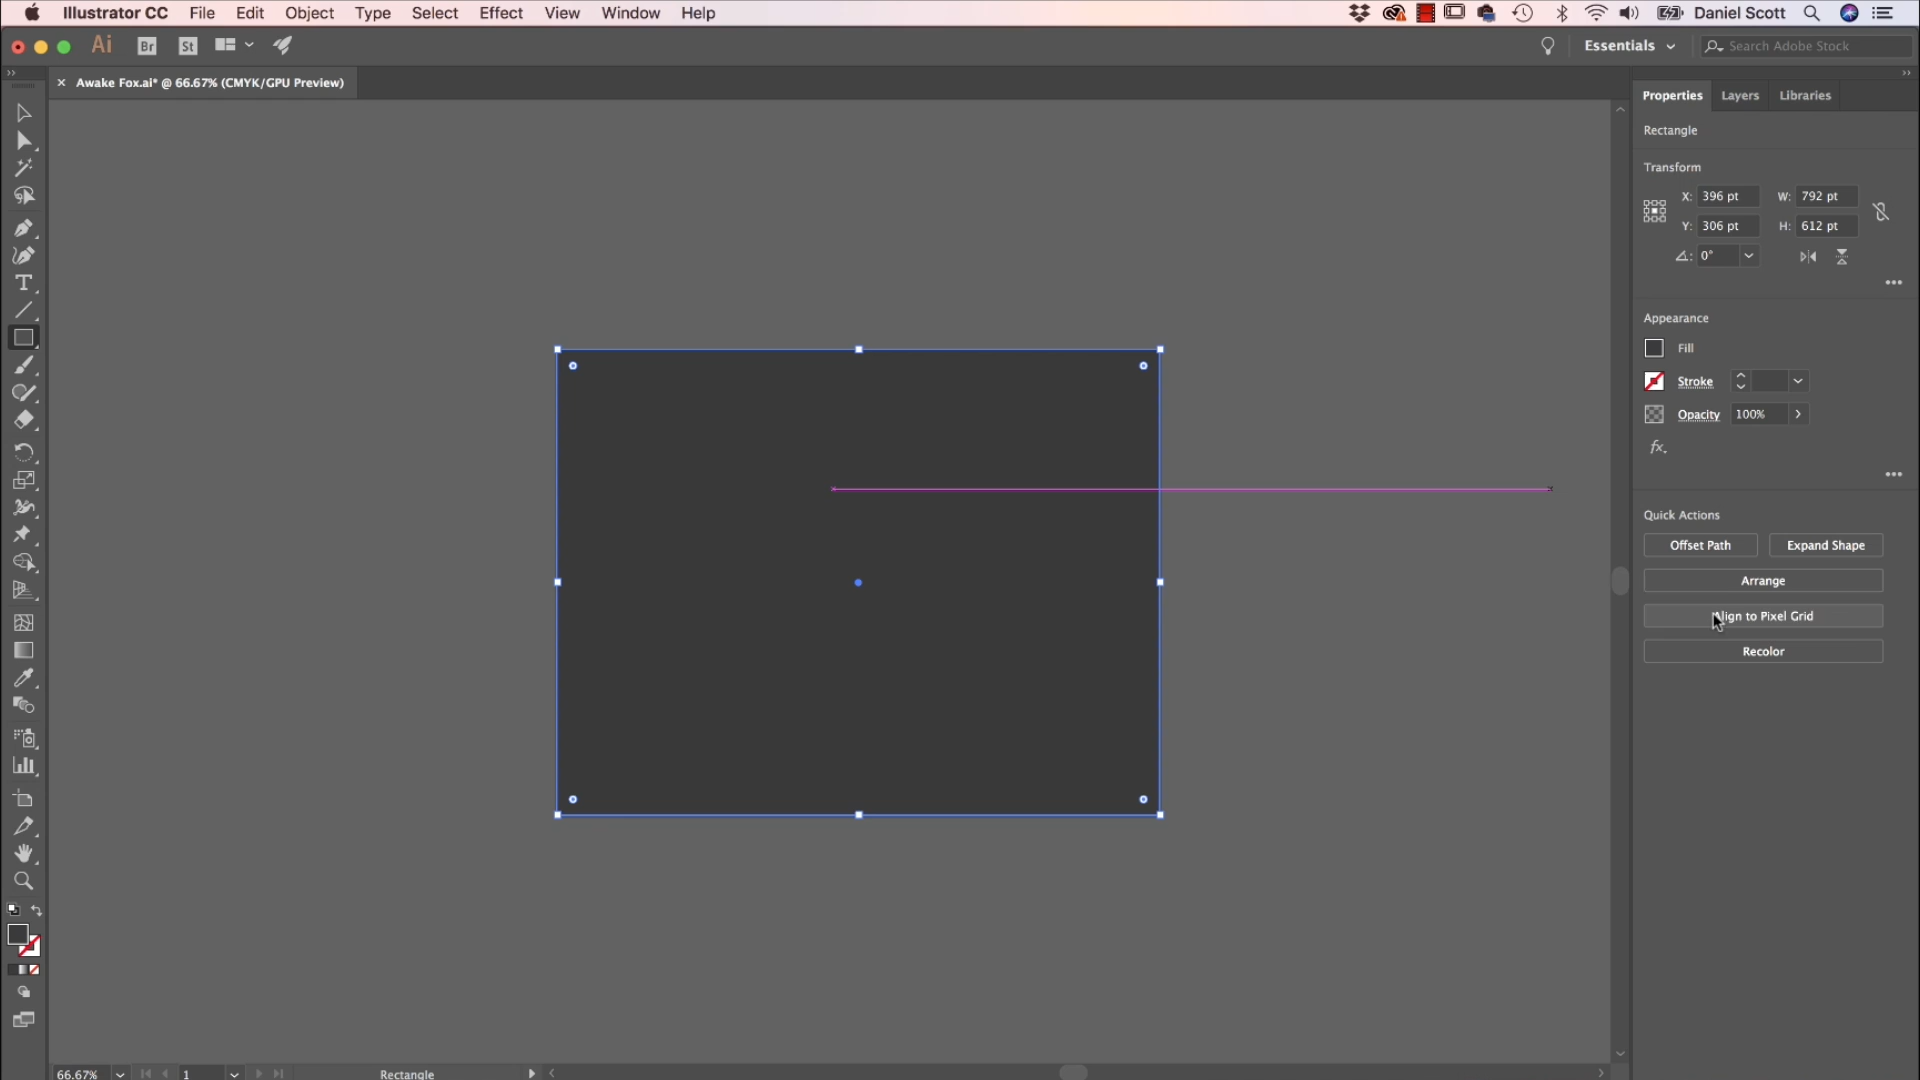 Illustrator CC File Edit Object Type Select Effect View Window Help Daniel Scott
Ai Br St Essentials Search Adobe Stock
× Awake Fox.ai* @ 66.67% (CMYK/GPU Preview)
Properties Layers Libraries
Rectangle
Transform
X: 396 pt W: 792 pt
Y: 306 pt H: 612 pt
0°
Appearance
Fill
Stroke
Opacity 100%
fx.
Quick Actions
Offset Path Expand Shape
Arrange
Align to Pixel Grid
Recolor
66.67% 1 Rectangle